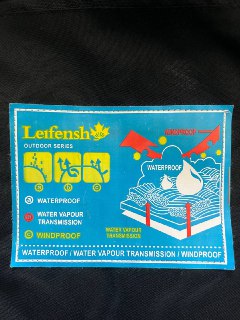 Leifensh
OUTDOOR SERIES
WATERPROOF
WATER VAPOUR
TRANSMISSION
WINDPROOF
WINDPROOF
WATERPROOF
WATER VAPOUR
TRANSMISSION
WATERPROOF / WATER VAPOUR TRANSMISSION / WINDPROOF